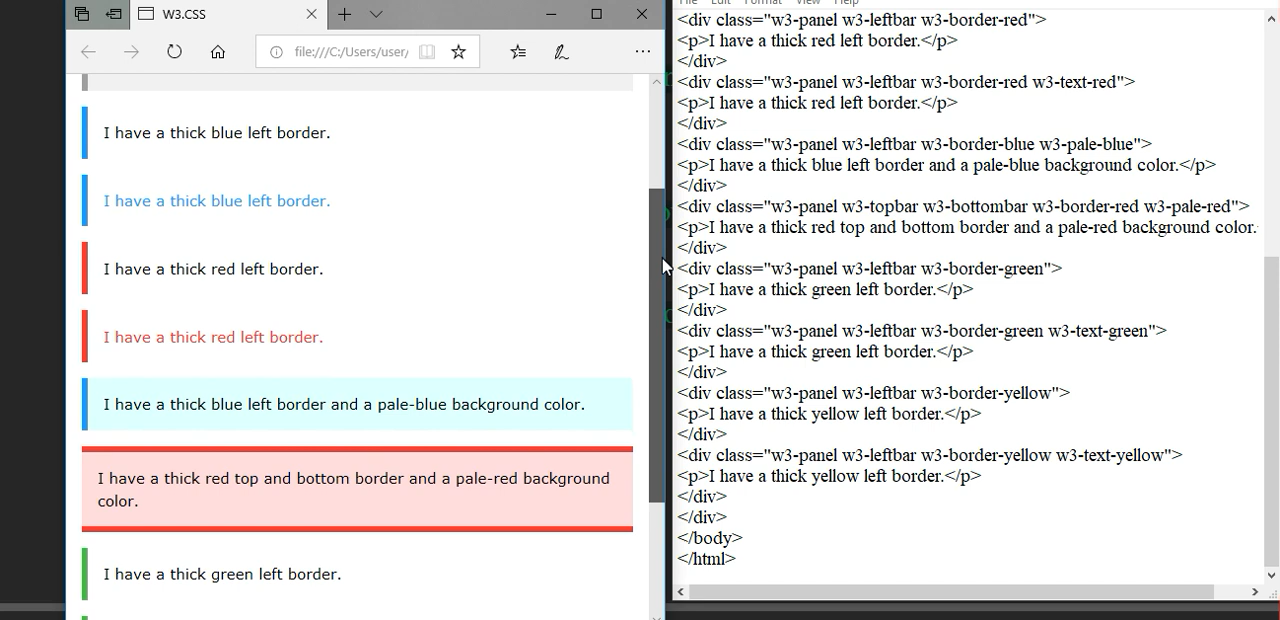 W3.CSS
file:///C:/Users/user/
I have a thick blue left border.
I have a thick blue left border.
I have a thick red left border.
I have a thick red left border.
I have a thick blue left border and a pale-blue background color.
I have a thick red top and bottom border and a pale-red background
color.
I have a thick green left border.
File Edit Format View Help
<div class="w3-panel w3-leftbar w3-border-red">
<p>I have a thick red left border.</p>
</div>
<div class="w3-panel w3-leftbar w3-border-red w3-text-red">
<p>I have a thick red left border.</p>
</div>
<div class="w3-panel w3-leftbar w3-border-blue w3-pale-blue">
<p>I have a thick blue left border and a pale-blue background color.</p>
</div>
<div class="w3-panel w3-topbar w3-bottombar w3-border-red w3-pale-red">
<p>I have a thick red top and bottom border and a pale-red background color.
</div>
<div class="w3-panel w3-leftbar w3-border-green">
<p>I have a thick green left border.</p>
</div>
<div class="w3-panel w3-leftbar w3-border-green w3-text-green">
<p>I have a thick green left border.</p>
</div>
<div class="w3-panel w3-leftbar w3-border-yellow">
<p>I have a thick yellow left border.</p>
</div>
<div class="w3-panel w3-leftbar w3-border-yellow w3-text-yellow">
<p>I have a thick yellow left border.</p>
</div>
</div>
</body>
</html>